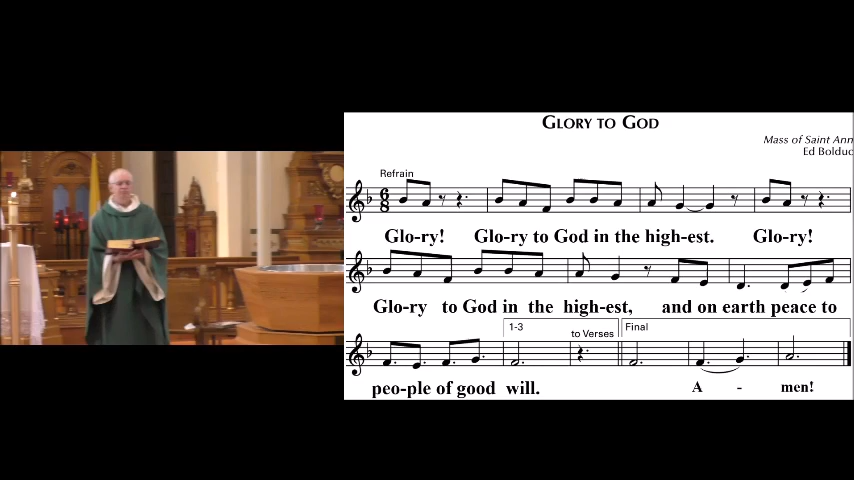 GLORY TO GOD
Mass of Saint Ann
Ed Bolduc
Refrain
6
8
Glo-ry! Glo-ry to God in the high-est. Glo-ry!
Glo-ry to God in the high-est, and on earth peace to
1-3 to Verses Final
peo-ple of good will. A - men!